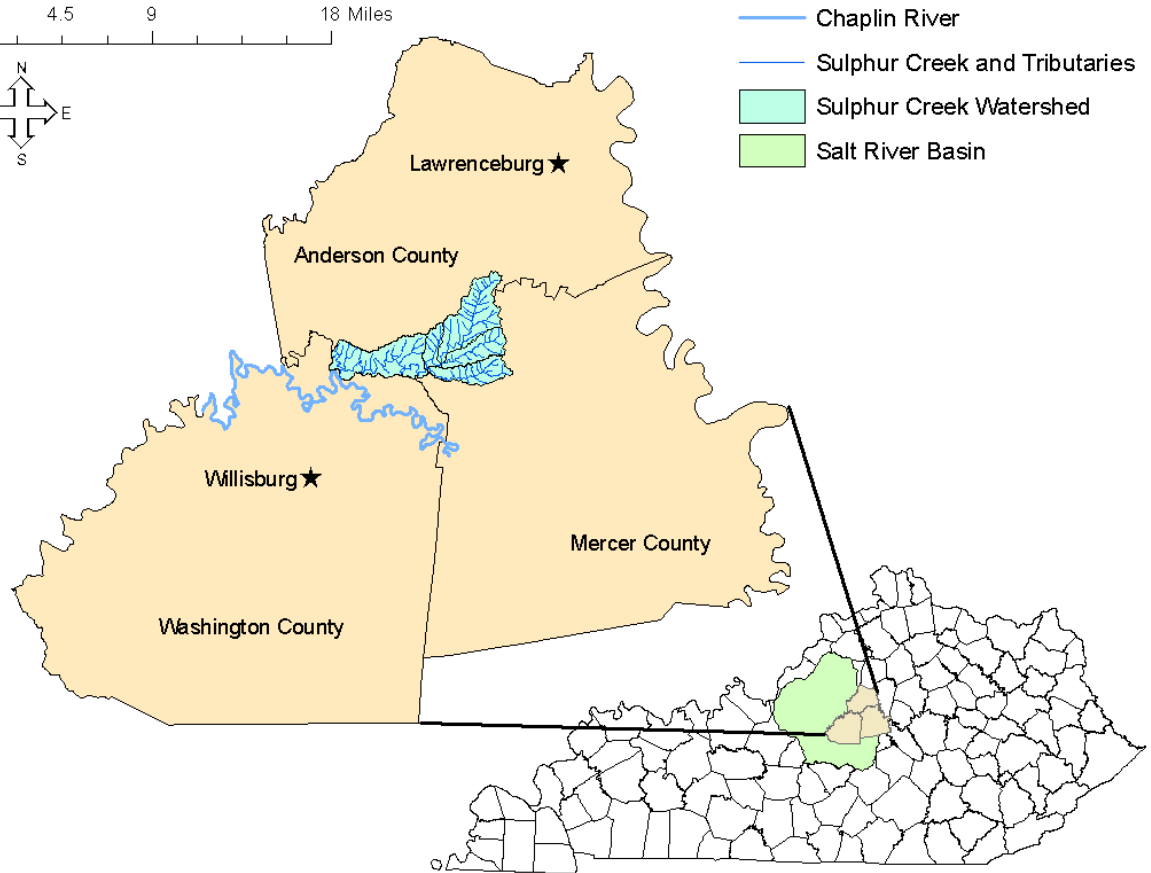 4.5 9 18 Miles
N
E
S
Chaplin River
Sulphur Creek and Tributaries
Sulphur Creek Watershed
Salt River Basin
Lawrenceburg
Anderson County
Willisburg
Mercer County
Washington County